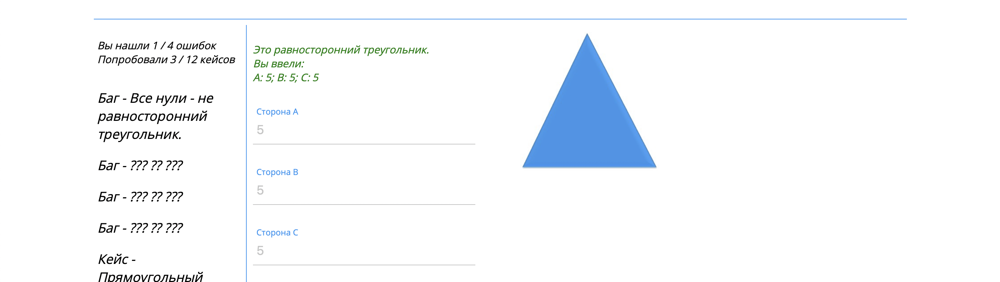 Вы нашли 1 / 4 ошибок
Попробовали 3 / 12 кейсов
Баг - Все нули - не
равносторонний
треугольник.
Баг - ??? ?? ???
Баг - ??? ?? ???
Баг - ??? ?? ???
Кейс -
Прямоугольный
Это равносторонний треугольник.
Вы ввели:
A: 5; B: 5; C: 5
Сторона A
5
Сторона B
5
Сторона C
5